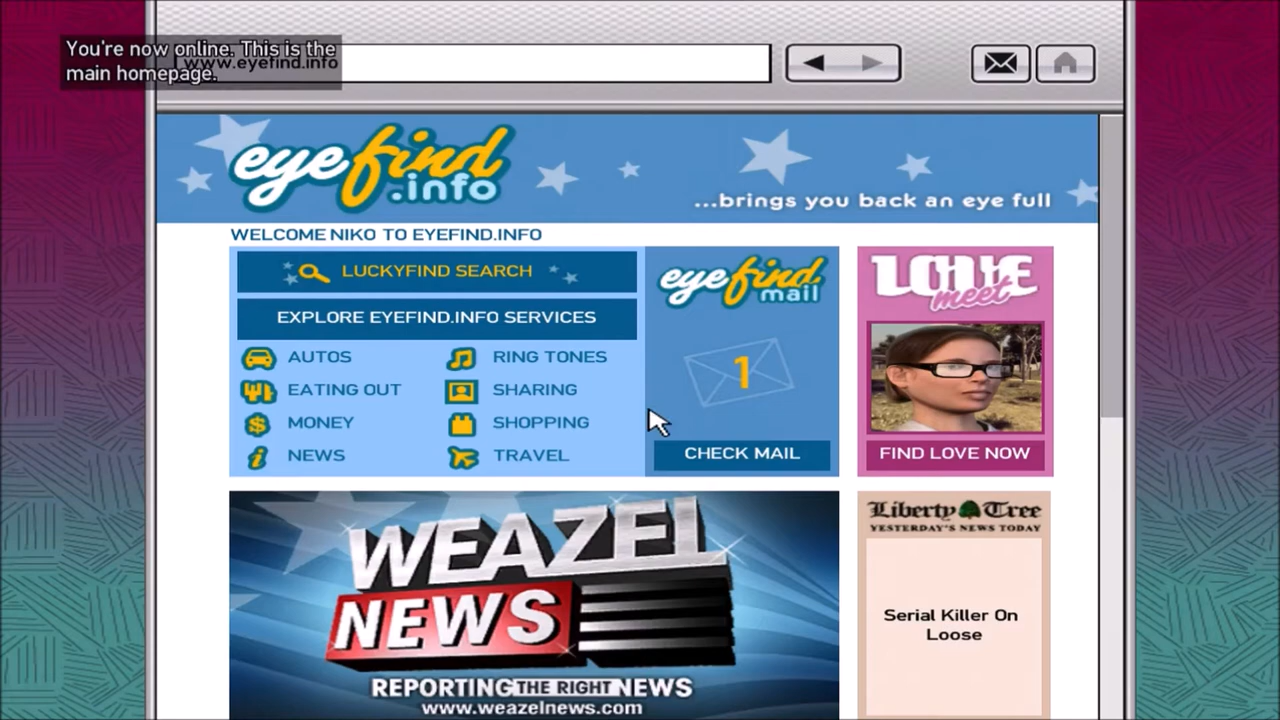 You're now online. This is the
main homepage.
www.eyefind.info
eyefind
.info
...brings you back an eye full
WELCOME NIKO TO EYEFIND.INFO
LUCKYFIND SEARCH
EXPLORE EYEFIND.INFO SERVICES
AUTOS
RING TONES
EATING OUT
SHARING
MONEY
SHOPPING
NEWS
TRAVEL
eyefind
mail
1
CHECK MAIL
LOVE
meet
FIND LOVE NOW
WEAZEL
NEWS
REPORTING THE RIGHT NEWS
www.weazelnews.com
Liberty Tree
YESTERDAY'S NEWS TODAY
Serial Killer On
Loose